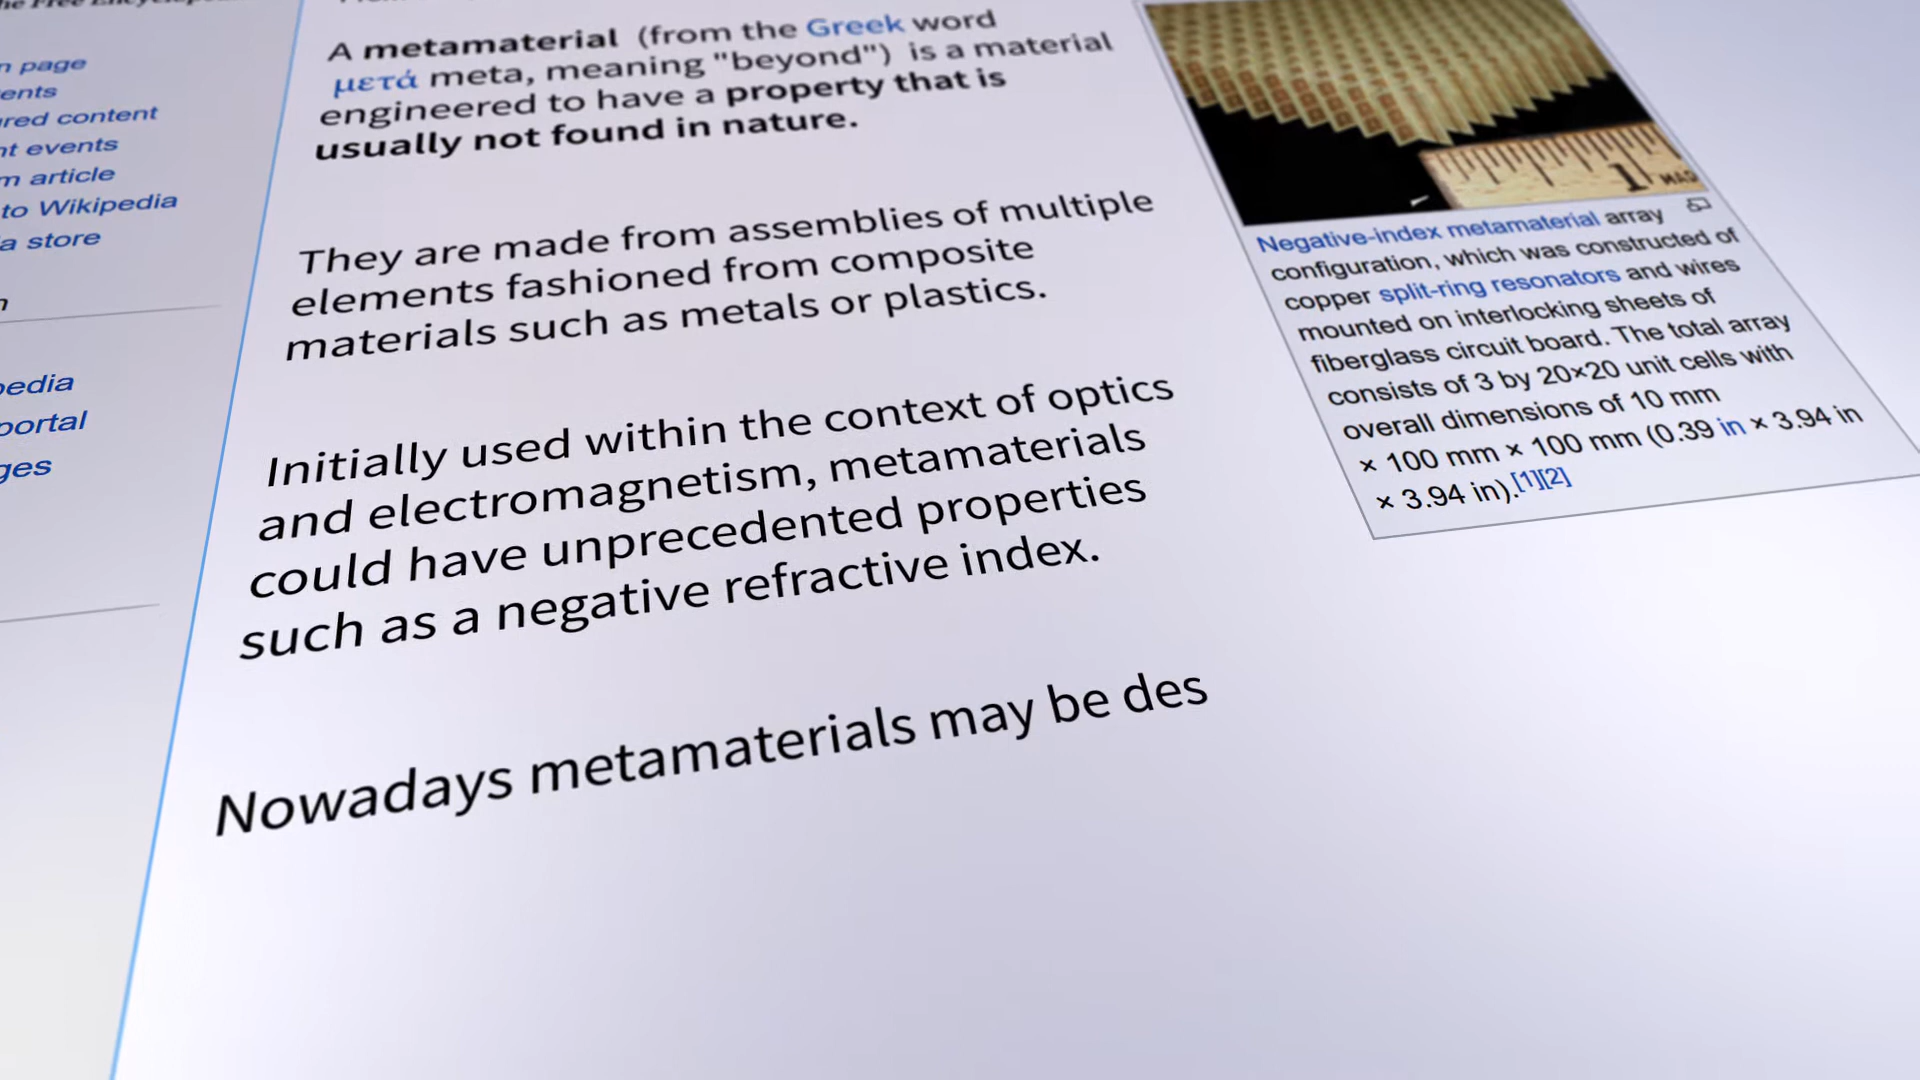 page
content
events
article
to Wikipedia
store
portal
A metamaterial (from the Greek word
μετά meta, meaning "beyond") is a material
engineered to have a property that is
usually not found in nature.
They are made from assemblies of multiple
elements fashioned from composite
materials such as metals or plastics.
Initially used within the context of optics
and electromagnetism, metamaterials
could have unprecedented properties
such as a negative refractive index.
Nowadays metamaterials may be des
1 MAG
Negative-index metamaterial array
configuration, which was constructed of
copper split-ring resonators and wires
mounted on interlocking sheets of
fiberglass circuit board. The total array
consists of 3 by 20×20 unit cells with
overall dimensions of 10 mm
× 100 mm × 100 mm (0.39 in × 3.94 in
× 3.94 in).[1][2]